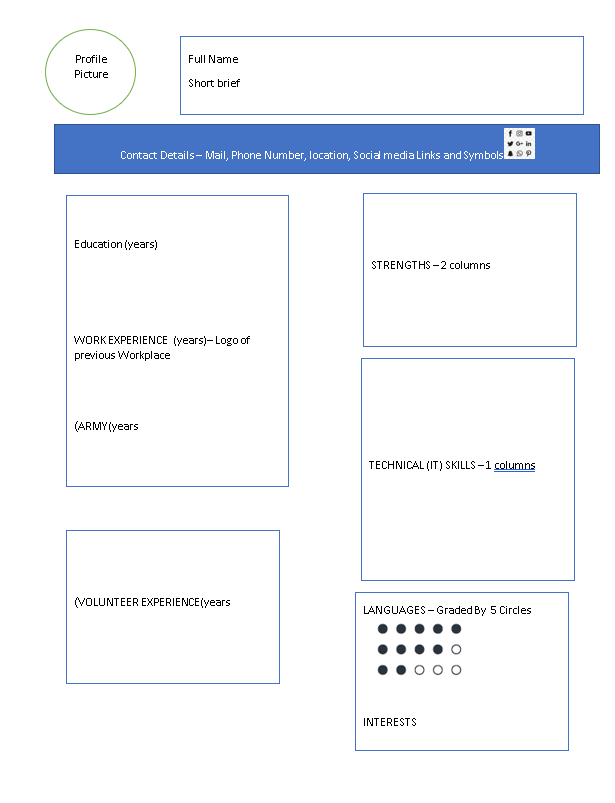 Profile
Picture
Full Name
Short brief
Contact Details – Mail, Phone Number, location, Social media Links and Symbols
Education (years)
WORK EXPERIENCE (years)– Logo of
previous Workplace
(ARMY(years
(VOLUNTEER EXPERIENCE(years
STRENGTHS – 2 columns
TECHNICAL (IT) SKILLS – 1 columns
LANGUAGES – Graded By 5 Circles
INTERESTS